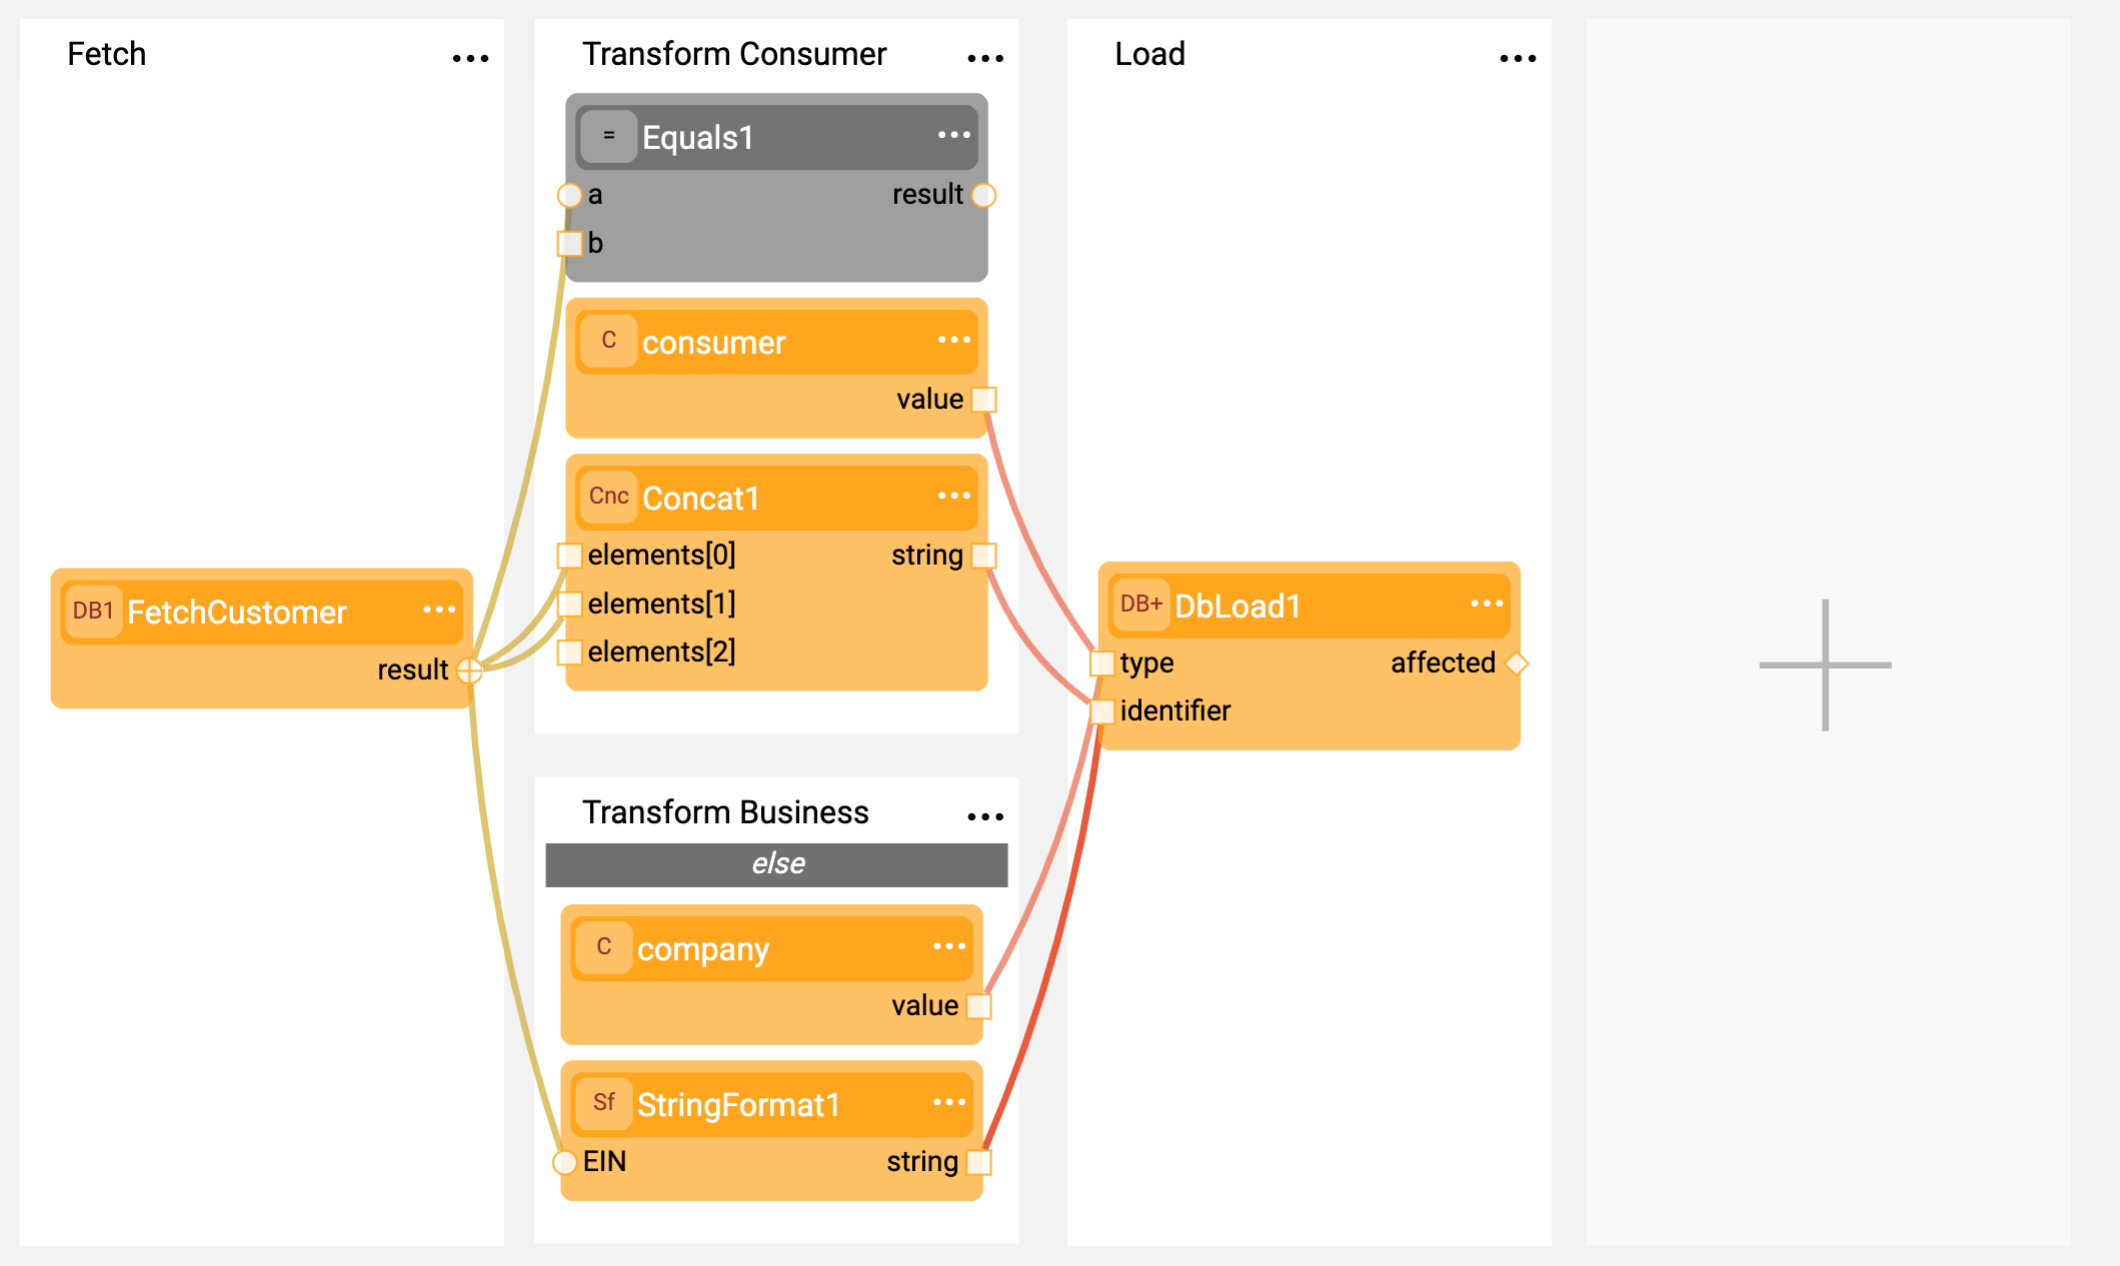 Fetch
DB1 FetchCustomer
result
Transform Consumer
= Equals1
a result
b
C consumer
value
Cnc Concat1
elements[0] string
elements[1]
elements[2]
Transform Business
else
C company
value
Sf StringFormat1
EIN string
Load
DB+ DbLoad1
type affected
identifier